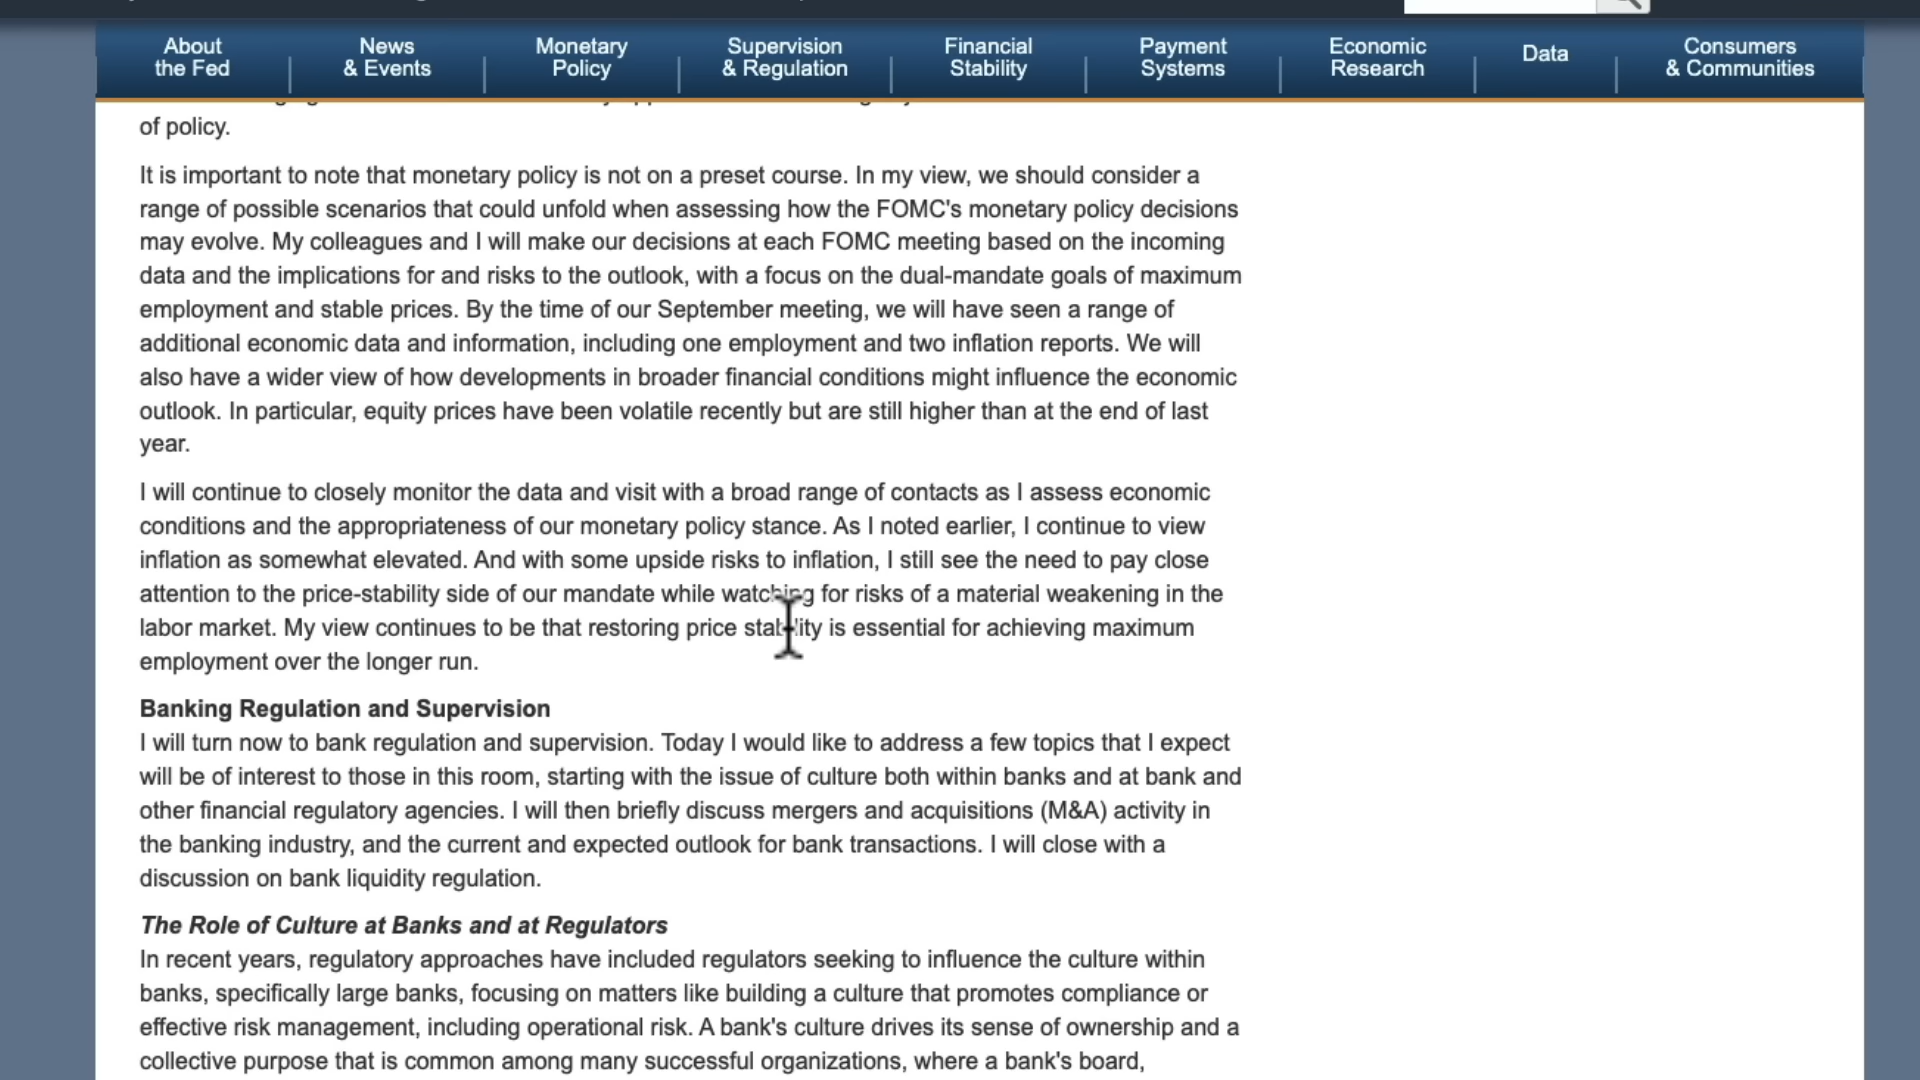 About
the Fed
News
& Events
Monetary
Policy
Supervision
& Regulation
Financial
Stability
Payment
Systems
Economic
Research
Data
Consumers
& Communities
of policy.
It is important to note that monetary policy is not on a preset course. In my view, we should consider a
range of possible scenarios that could unfold when assessing how the FOMC's monetary policy decisions
may evolve. My colleagues and I will make our decisions at each FOMC meeting based on the incoming
data and the implications for and risks to the outlook, with a focus on the dual-mandate goals of maximum
employment and stable prices. By the time of our September meeting, we will have seen a range of
additional economic data and information, including one employment and two inflation reports. We will
also have a wider view of how developments in broader financial conditions might influence the economic
outlook. In particular, equity prices have been volatile recently but are still higher than at the end of last
year.
I will continue to closely monitor the data and visit with a broad range of contacts as I assess economic
conditions and the appropriateness of our monetary policy stance. As I noted earlier, I continue to view
inflation as somewhat elevated. And with some upside risks to inflation, I still see the need to pay close
attention to the price-stability side of our mandate while watching for risks of a material weakening in the
labor market. My view continues to be that restoring price stability is essential for achieving maximum
employment over the longer run.
Banking Regulation and Supervision
I will turn now to bank regulation and supervision. Today I would like to address a few topics that I expect
will be of interest to those in this room, starting with the issue of culture both within banks and at bank and
other financial regulatory agencies. I will then briefly discuss mergers and acquisitions (M&A) activity in
the banking industry, and the current and expected outlook for bank transactions. I will close with a
discussion on bank liquidity regulation.
The Role of Culture at Banks and at Regulators
In recent years, regulatory approaches have included regulators seeking to influence the culture within
banks, specifically large banks, focusing on matters like building a culture that promotes compliance or
effective risk management, including operational risk. A bank's culture drives its sense of ownership and a
collective purpose that is common among many successful organizations, where a bank's board,